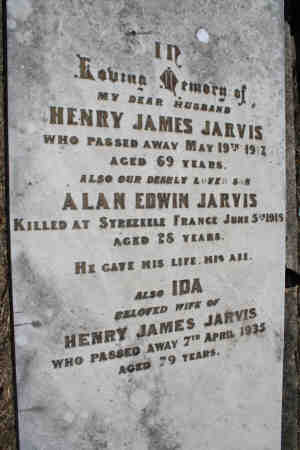 IN
Loving Memory of,
MY DEAR HUSBAND
HENRY JAMES JARVIS
WHO PASSED AWAY MAY 19TH
AGED 69 YEARS.
ALSO OUR DEARLY LOVED SON
ALAN EDWIN JARVIS
KILLED AT STRZEELE FRANCE JUNE 5TH 1918
AGED 28 YEARS.
HE GAVE HIS LIFE, HIS ALL.
ALSO IDA
BELOVED WIFE OF
HENRY JAMES JARVIS
WHO PASSED AWAY 7TH APRIL 1935
AGED 79 YEARS.